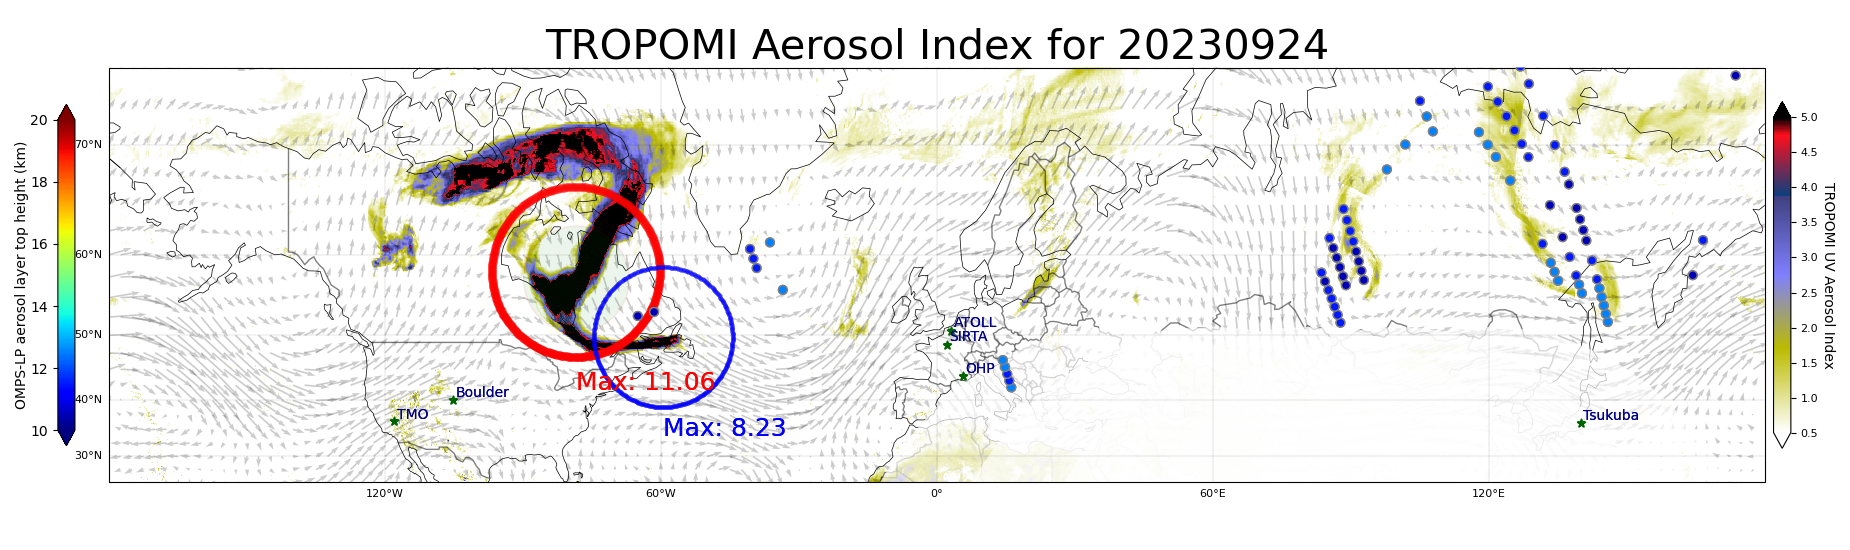 TROPOMI Aerosol Index for 20230924
OMPS-LP aerosol layer top height (km)
20
18
16
14
12
10
70°N
60°N
50°N
40°N
30°N
120°W
60°W
0°
60°E
120°E
ATOLL
SIRTA
OHP
Boulder
TMO
Tsukuba
Max: 11.06
Max: 8.23
5.0
4.5
4.0
3.5
3.0
2.5
2.0
1.5
1.0
0.5
TROPOMI UV Aerosol Index